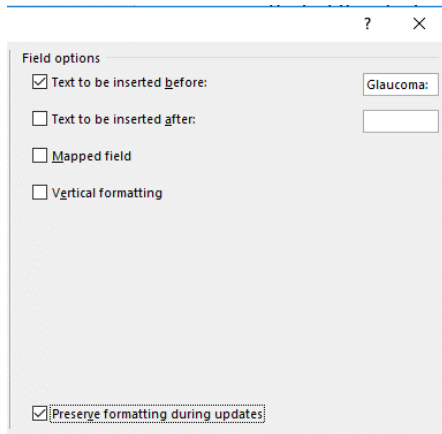 ?
Field options
Text to be inserted before: Glaucoma:
Text to be inserted after:
Mapped field
Vertical formatting
Preserve formatting during updates